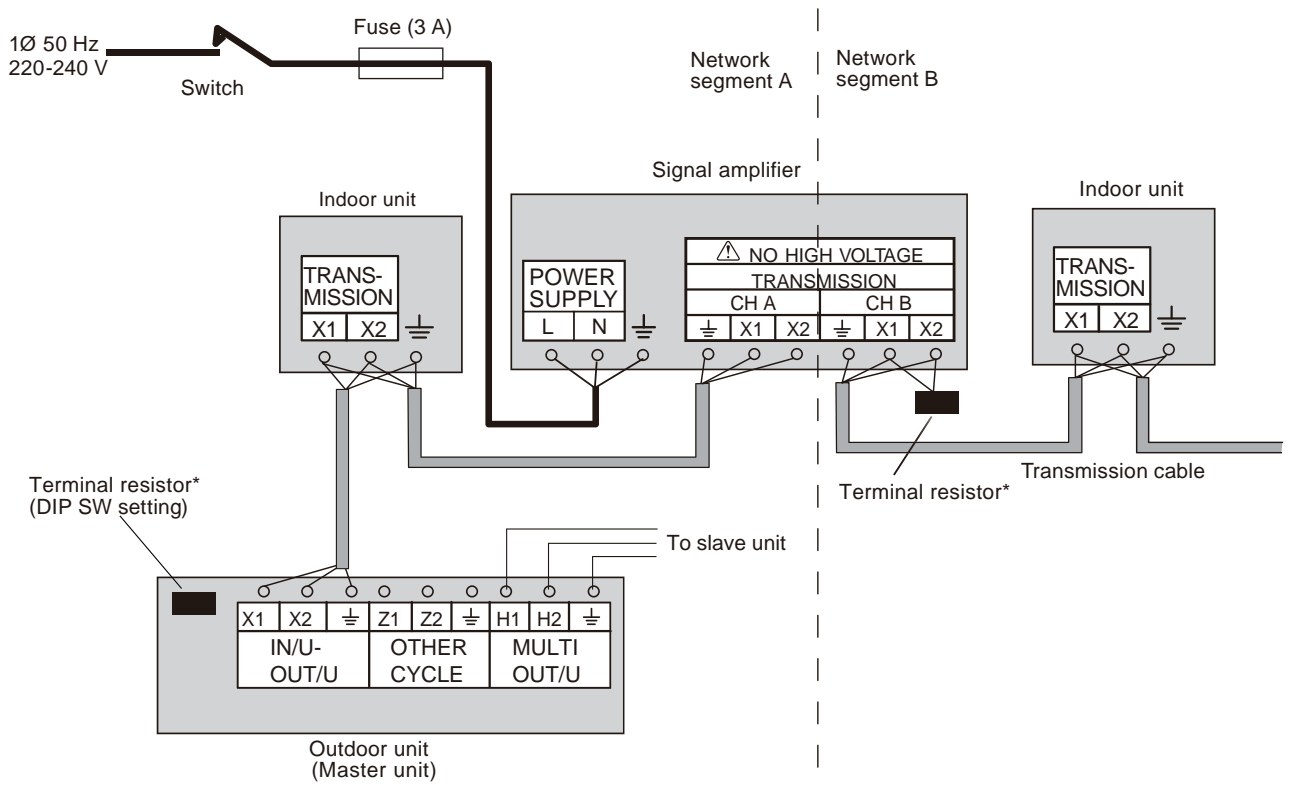 1Ø 50 Hz
220-240 V
Switch
Fuse (3 A)
Network
segment A
Network
segment B
Signal amplifier
Indoor unit
TRANS-
MISSION
X1 X2
POWER
SUPPLY
L N
⚠ NO HIGH VOLTAGE
TRANSMISSION
CH A CH B
⏚ X1 X2 ⏚ X1 X2
Indoor unit
TRANS-
MISSION
X1 X2
Terminal resistor*
Transmission cable
Terminal resistor*
(DIP SW setting)
To slave unit
X1 X2 ⏚ Z1 Z2 ⏚ H1 H2 ⏚
IN/U-
OUT/U
OTHER
CYCLE
MULTI
OUT/U
Outdoor unit
(Master unit)